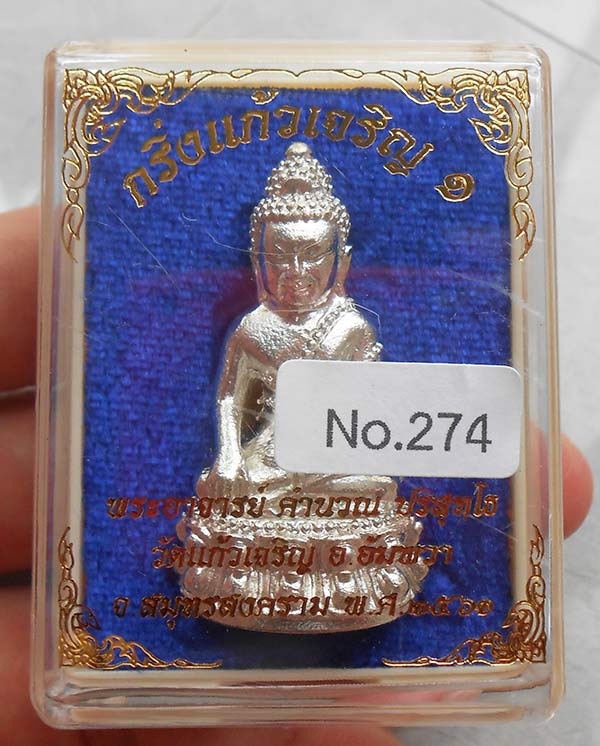 กริ่งแก้วเจริญ ๑
No.274
พระอาจารย์ คำนวณ ปริสุทโธ
วัดแก้วเจริญ อ.อัมพวา
จ.สมุทรสงคราม พ.ศ.๒๕๖๑